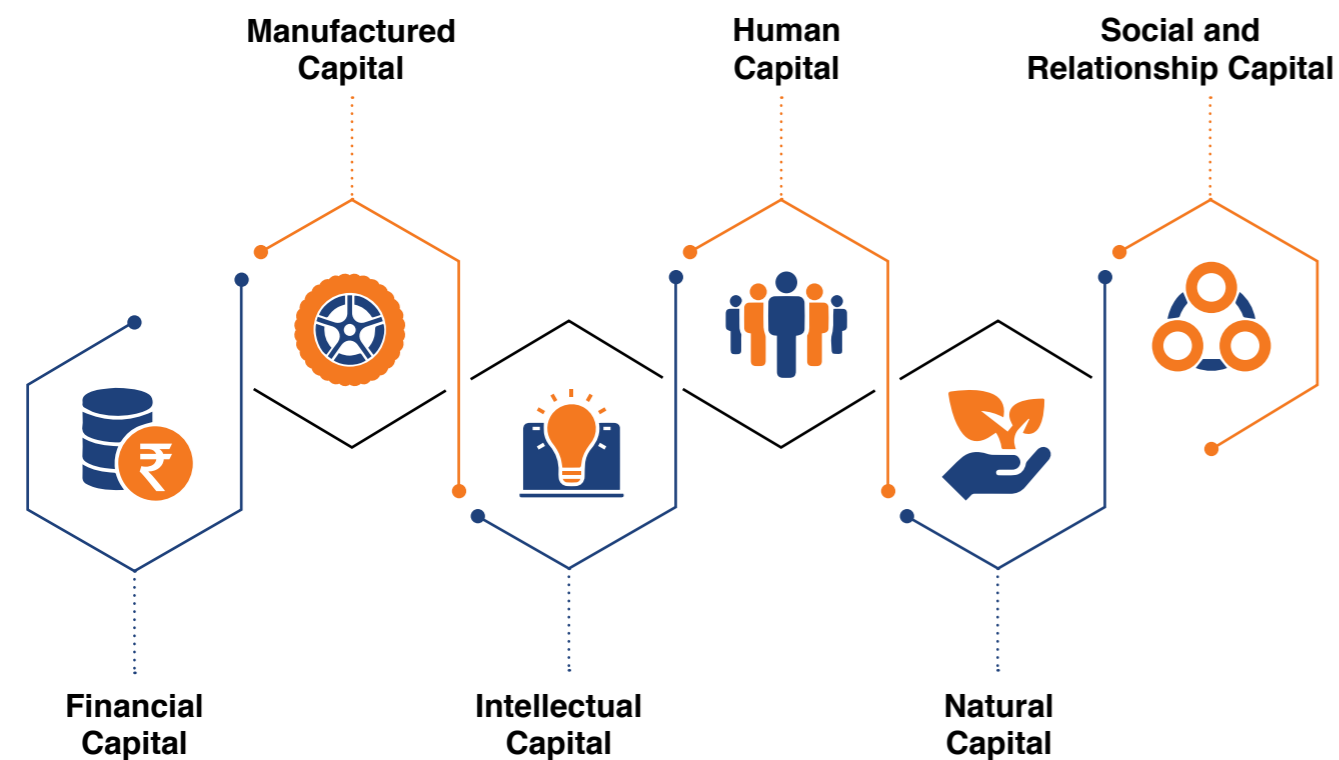 Manufactured
Capital
Human
Capital
Social and
Relationship Capital
₹
Financial
Capital
Intellectual
Capital
Natural
Capital